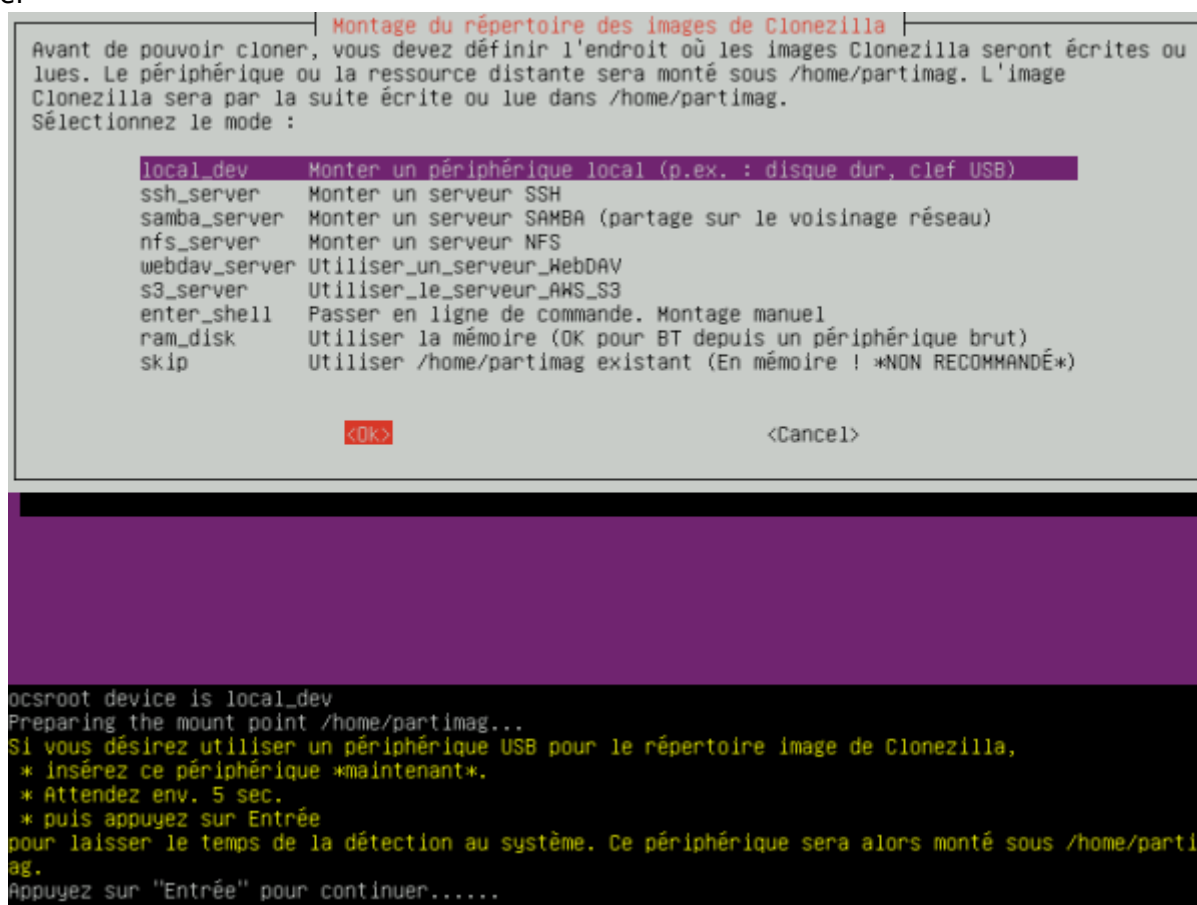 Montage du répertoire des images de Clonezilla
Avant de pouvoir cloner, vous devez définir l'endroit où les images Clonezilla seront écrites ou
lues. Le périphérique ou la ressource distante sera monté sous /home/partimag. L'image
Clonezilla sera par la suite écrite ou lue dans /home/partimag.
Sélectionnez le mode :
local_dev Monter un périphérique local (p.ex. : disque dur, clef USB)
ssh_server Monter un serveur SSH
samba_server Monter un serveur SAMBA (partage sur le voisinage réseau)
nfs_server Monter un serveur NFS
webdav_server Utiliser_un_serveur_WebDAV
s3_server Utiliser_le_serveur_AWS_S3
enter_shell Passer en ligne de commande. Montage manuel
ram_disk Utiliser la mémoire (OK pour BT depuis un périphérique brut)
skip Utiliser /home/partimag existant (En mémoire ! *NON RECOMMANDÉ*)
<Ok> <Cancel>
ocsroot device is local_dev
Preparing the mount point /home/partimag...
Si vous désirez utiliser un périphérique USB pour le répertoire image de Clonezilla,
* insérez ce périphérique *maintenant*.
* Attendez env. 5 sec.
* puis appuyez sur Entrée
pour laisser le temps de la détection au système. Ce périphérique sera alors monté sous /home/parti
ag.
Appuyez sur "Entrée" pour continuer......